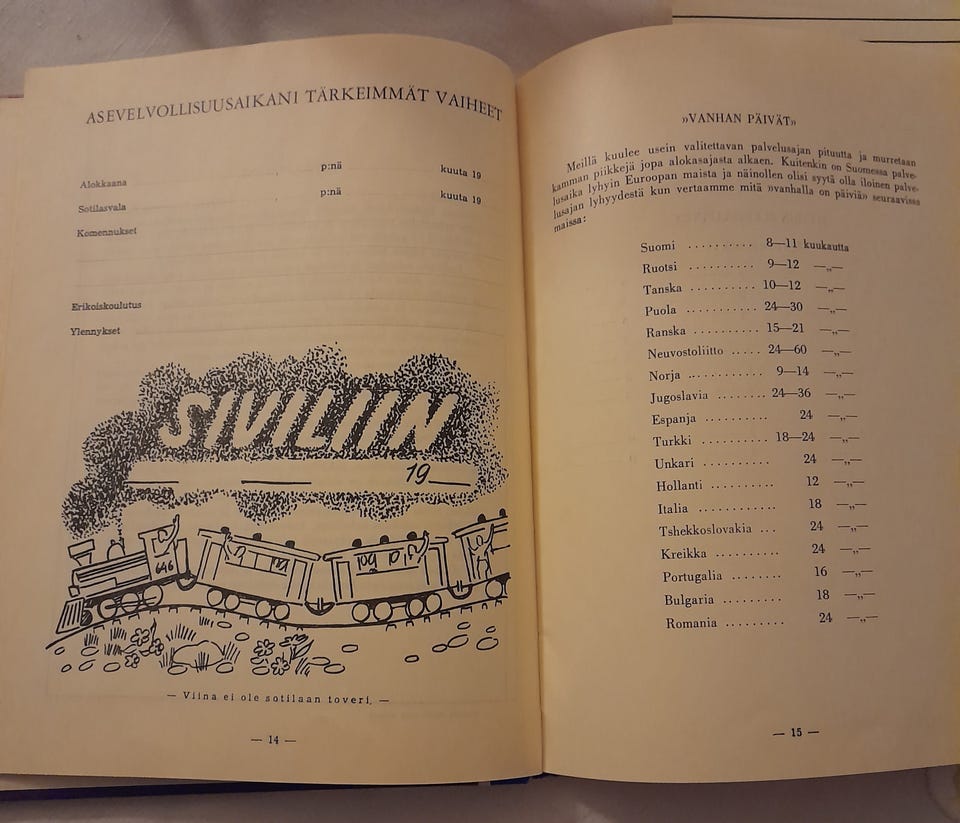 ASEVELVOLLISUUSAIKANI TÄRKEIMMÄT VAIHEET
Alokkaana p:nä kuuta 19
Sotilasvala p:nä kuuta 19
Komennukset
Erikoiskoulutus
Ylennykset
SIVILIIN
19
646
— Viina ei ole sotilaan toveri. —
— 14 —
»VANHAN PÄIVÄT»
Meillä kuulee usein valitettavan palvelusajan pituutta ja murretaan
kamman piikkejä jopa alokasajasta alkaen. Kuitenkin on Suomessa palve-
lusaika lyhyin Euroopan maista ja näinollen olisi syytä olla iloinen palve-
lusajan lyhyydestä kun vertaamme mitä »vanhalla on päiviä» seuraavissa
maissa:
Suomi .......... 8—11 kuukautta
Ruotsi .......... 9—12 —„—
Tanska .......... 10—12 —„—
Puola ........... 24—30 —„—
Ranska .......... 15—21 —„—
Neuvostoliitto ..... 24—60 —„—
Norja ........... 9—14 —„—
Jugoslavia ........ 24—36 —„—
Espanja ......... 24 —„—
Turkki .......... 18—24 —„—
Unkari .......... 24 —„—
Hollanti .......... 12 —„—
Italia ............ 18 —„—
Tshekkoslovakia ... 24 —„—
Kreikka .......... 24 —„—
Portugalia ........ 16 —„—
Bulgaria ......... 18 —„—
Romania ......... 24 —„—
— 15 —